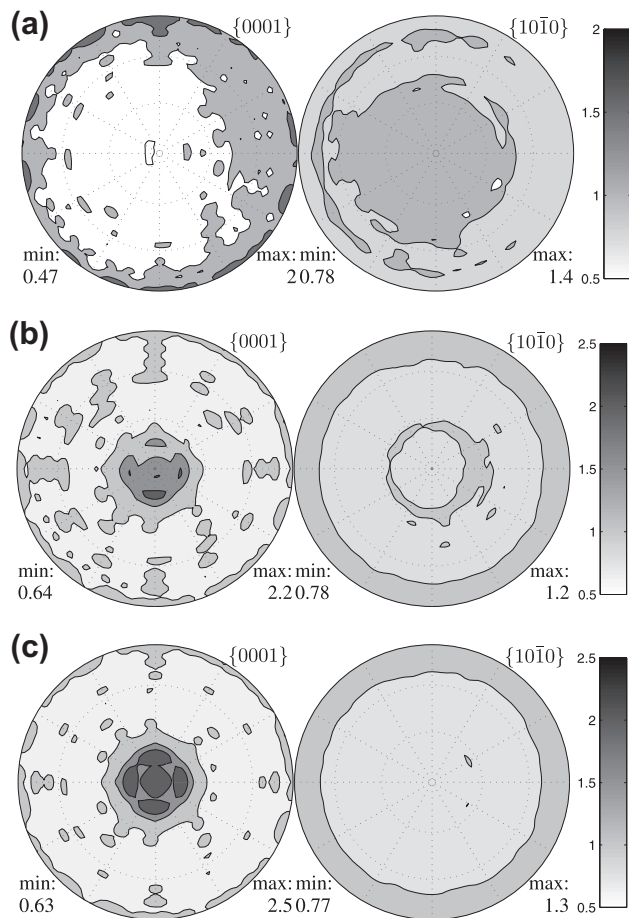 (a)
{0001}
{101̄0}
min:
0.47
max:
2
min:
0.78
max:
1.4
2
1.5
1
0.5
(b)
{0001}
{101̄0}
min:
0.64
max:
2.2
min:
0.78
max:
1.2
2.5
2
1.5
1
0.5
(c)
{0001}
{101̄0}
min:
0.63
max:
2.5
min:
0.77
max:
1.3
2.5
2
1.5
1
0.5